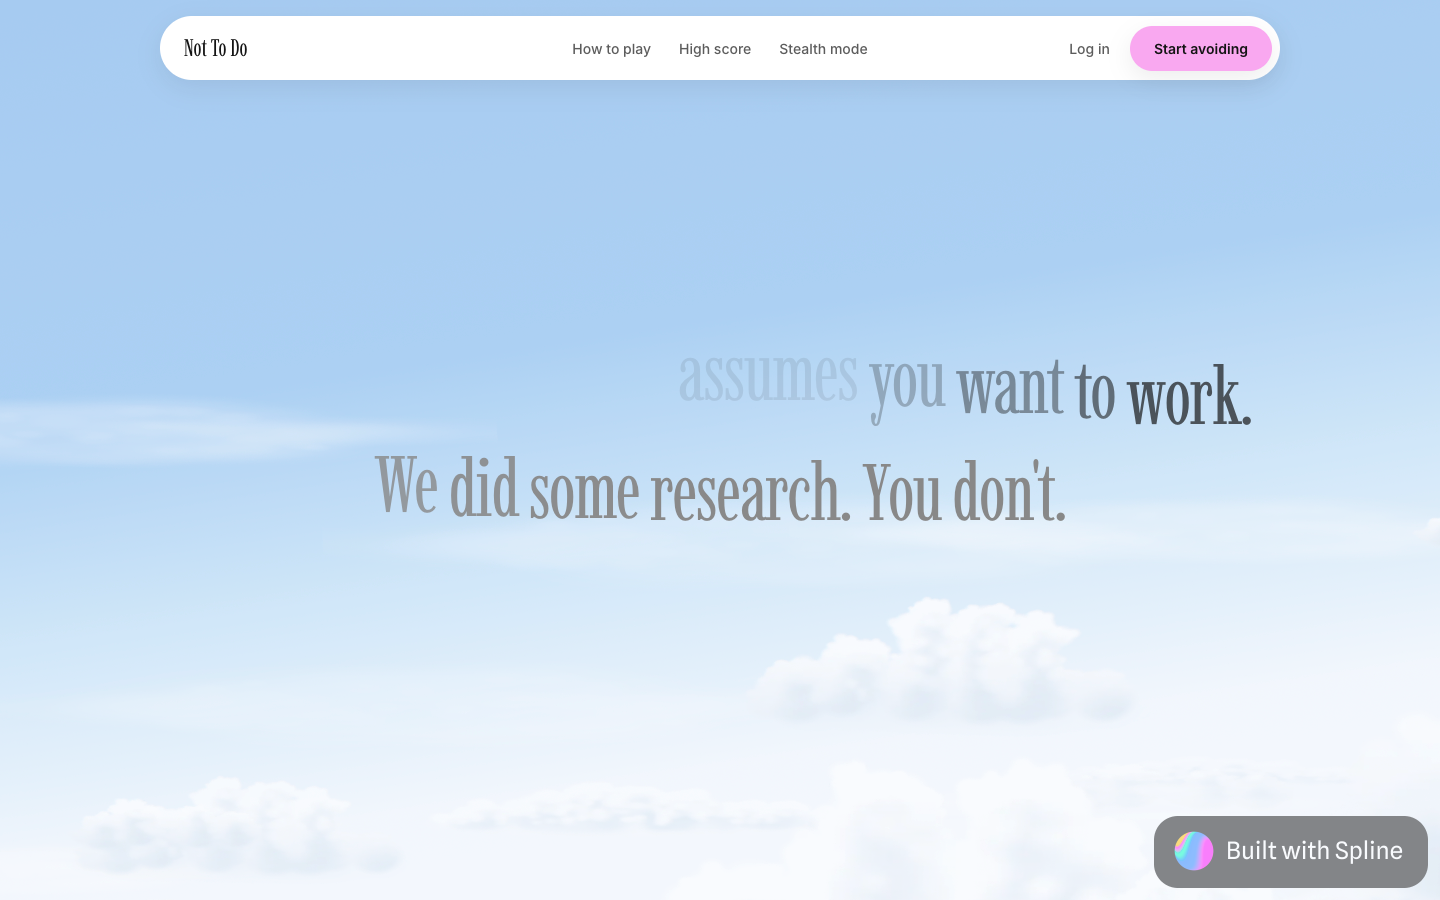 Not To Do
How to play
High score
Stealth mode
Log in
Start avoiding
assumes you want to work.
We did some research. You don't.
Built with Spline